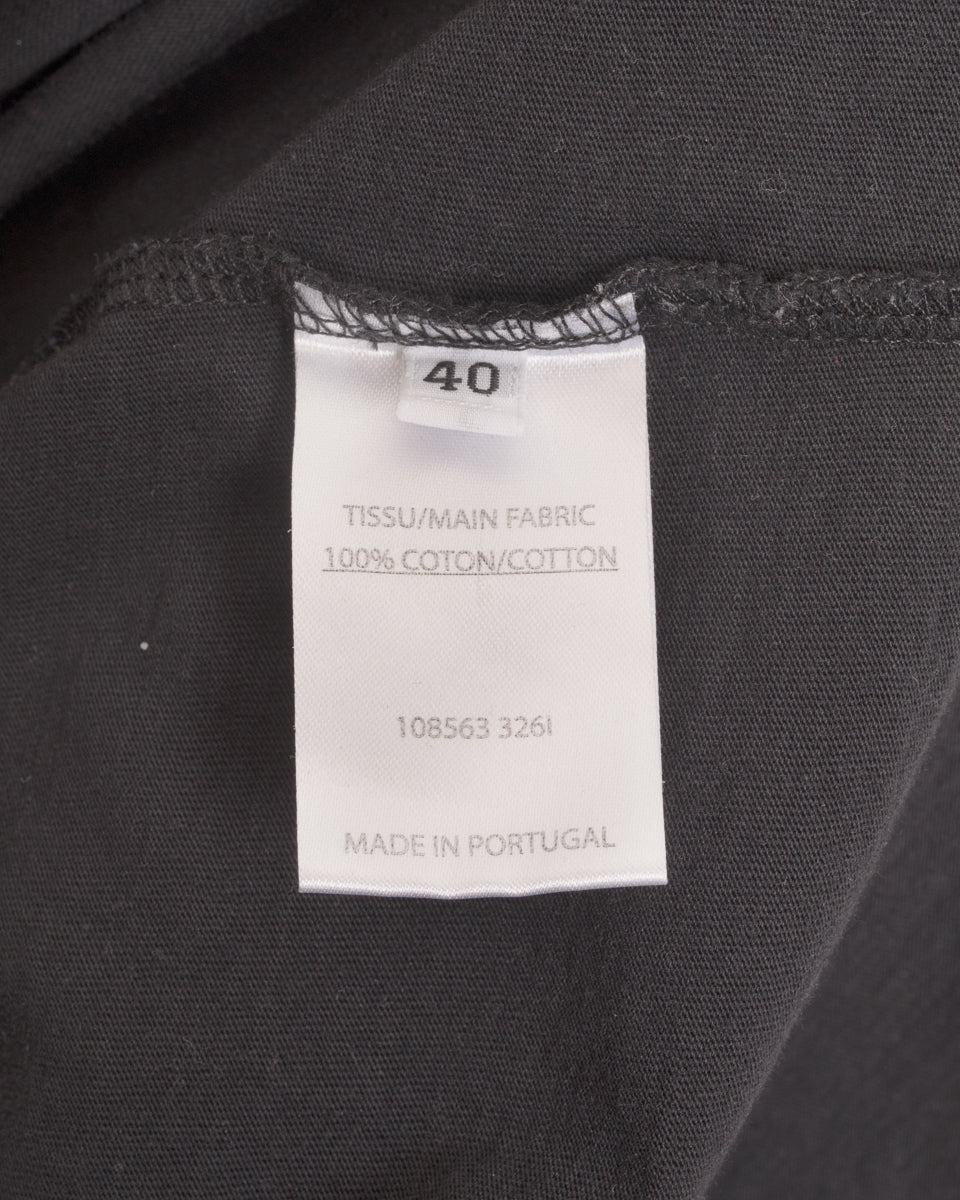 40
TISSU/MAIN FABRIC
100% COTON/COTTON
108563 326I
MADE IN PORTUGAL